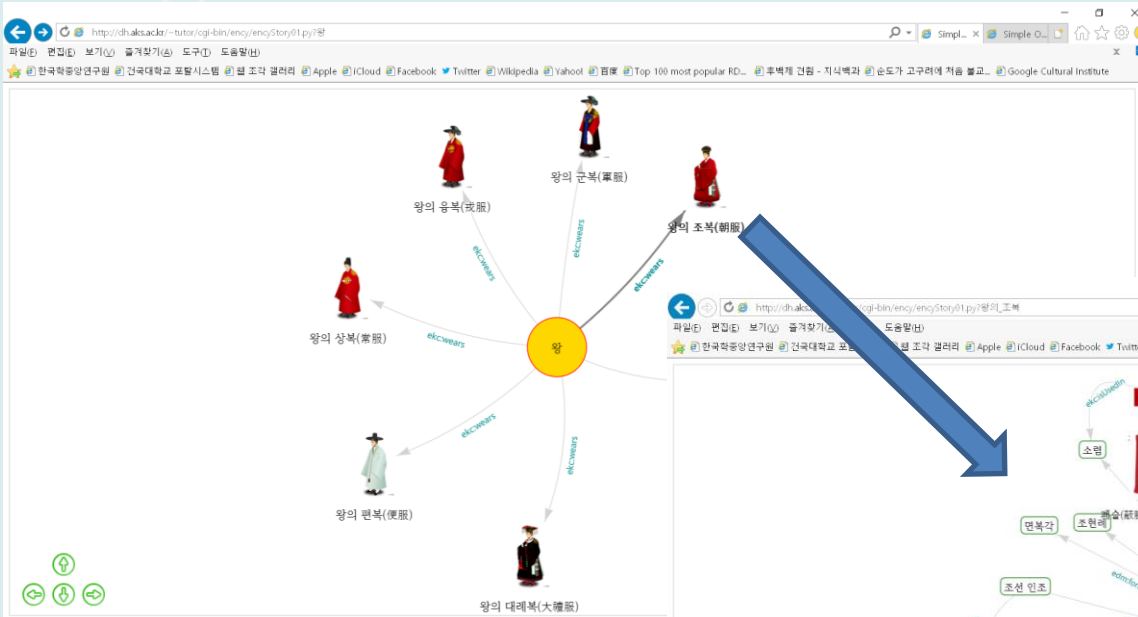 http://dh.aks.ac.kr/~tutor/cgi-bin/ency/encyStory01.py?왕
Simpl...
Simple O...
파일(F) 편집(E) 보기(V) 즐겨찾기(A) 도구(T) 도움말(H)
한국학중앙연구원 건국대학교 포탈시스템 웹 조각 갤러리 Apple iCloud Facebook Twitter Wikipedia Yahoo! 百度 Top 100 most popular RD... 후백제 견훤 - 지식백과 순도가 고구려에 처음 불교... Google Cultural Institute
왕의 군복(軍服)
왕의 융복(戎服)
왕의 조복(朝服)
ekc:wears
ekc:wears
ekc:wears
왕의 상복(常服)
ekc:wears
왕
ekc:wears
ekc:wears
왕의 편복(便服)
왕의 대례복(大禮服)
http://dh.aks
/cgi-bin/ency/encyStory01.py?왕의_조복
파일(F) 편집(E) 보기(V) 즐겨찾기(A) 도움말(H)
한국학중앙연구원 건국대학교 웹 조각 갤러리 Apple iCloud Facebook Twitte
ekc:isUsedIn
소렴
폐슬(蔽
면복각
조현례
edm:
조선 인조